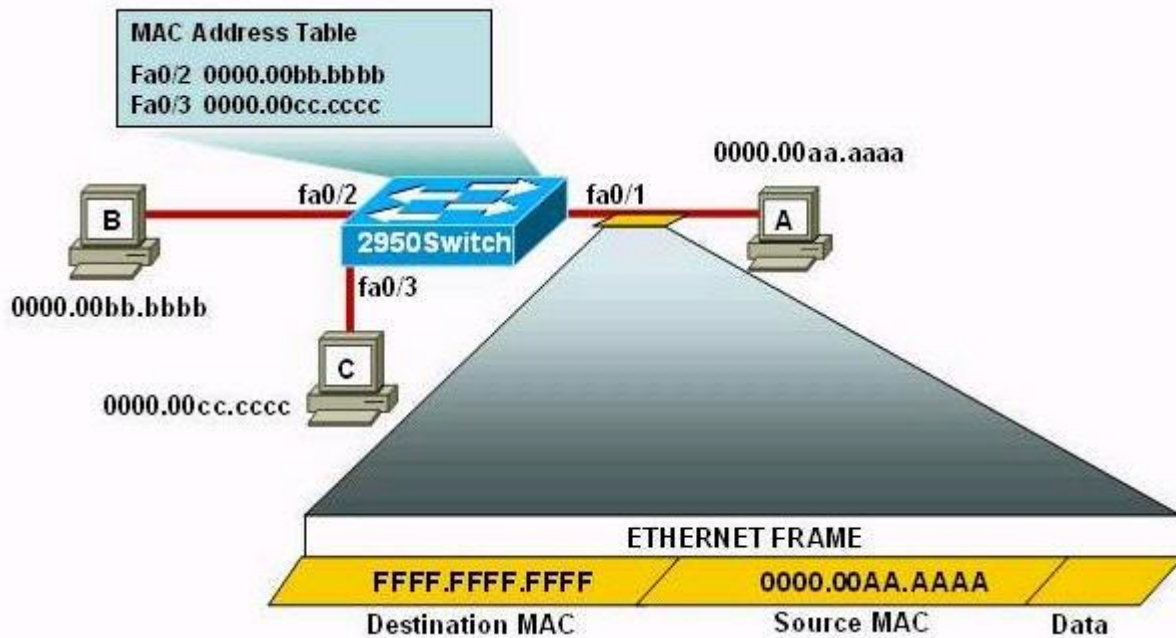 MAC Address Table
Fa0/2 0000.00bb.bbbb
Fa0/3 0000.00cc.cccc
0000.00aa.aaaa
fa0/2
fa0/1
B
A
2950Switch
fa0/3
0000.00bb.bbbb
C
0000.00cc.cccc
ETHERNET FRAME
FFFF.FFFF.FFFF 0000.00AA.AAAA
Destination MAC Source MAC Data